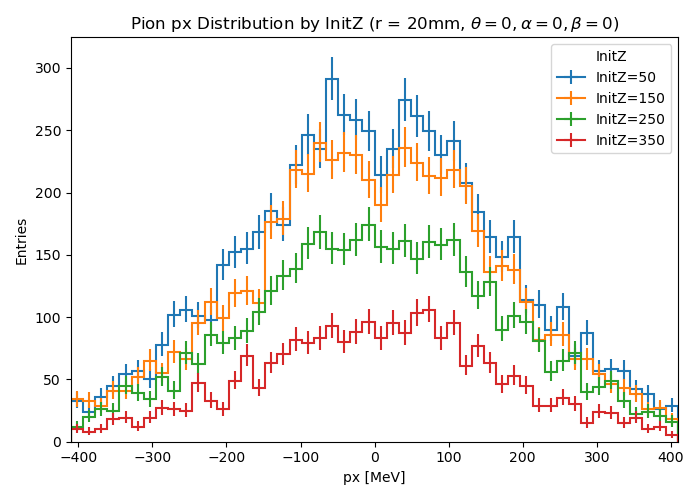 Pion px Distribution by InitZ (r = 20mm, θ = 0, α = 0, β = 0)
Entries
300
250
200
150
100
50
0
InitZ
InitZ=50
InitZ=150
InitZ=250
InitZ=350
−400 −300 −200 −100 0 100 200 300 400
px [MeV]